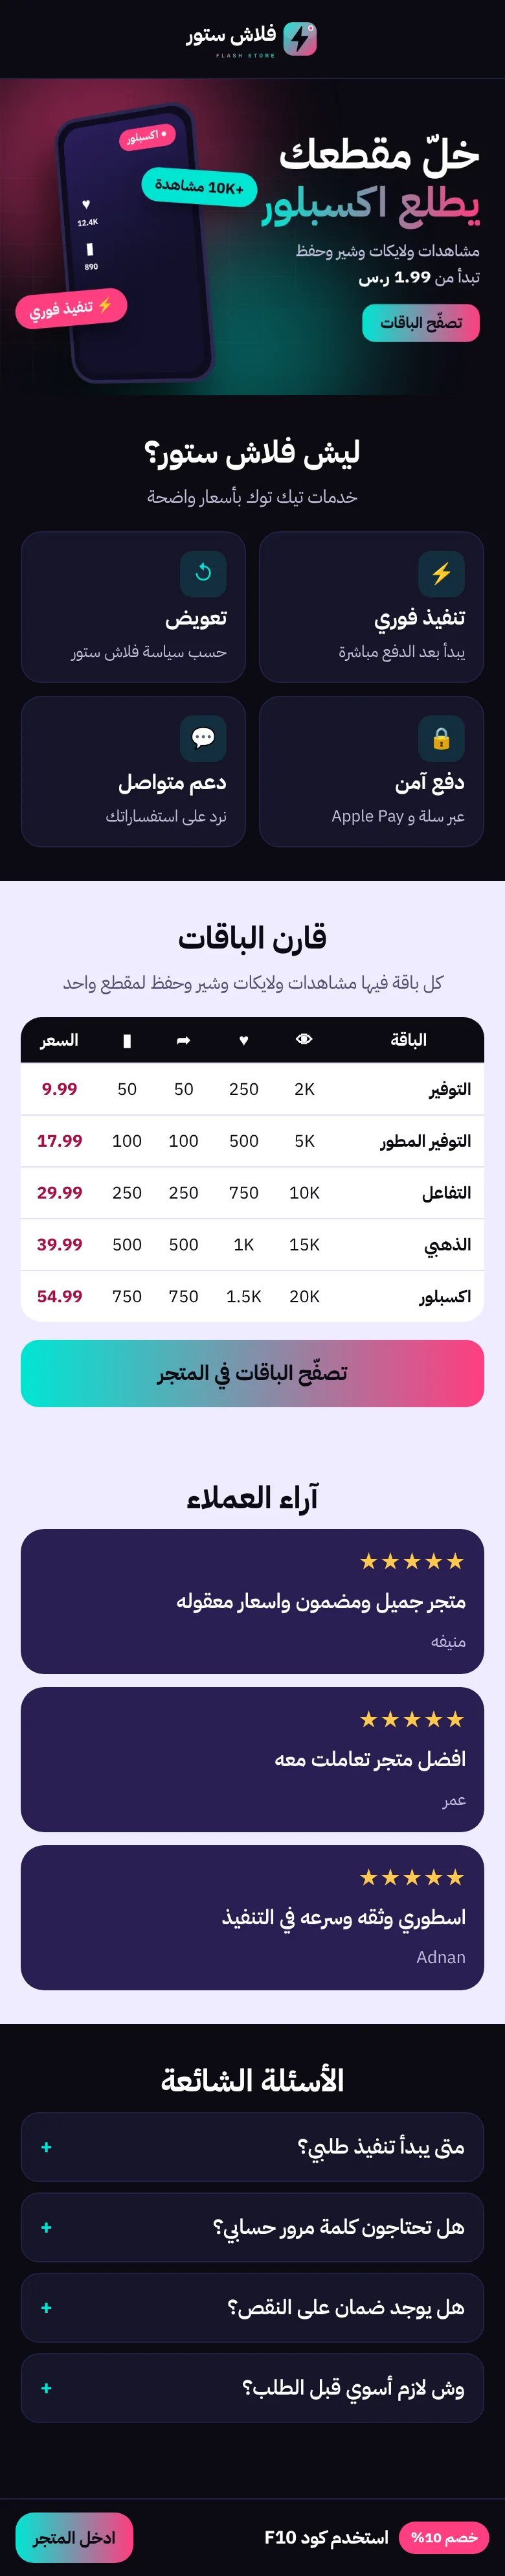 فلاش ستور
FLASH STORE
خلّ مقطعك
يطلع اكسبلور
مشاهدات ولايكات وشير وحفظ
تبدأ من 1.99 ر.س
تصفّح الباقات
اكسبلور
+10K مشاهدة
12.4K
890
تنفيذ فوري
ليش فلاش ستور؟
خدمات تيك توك بأسعار واضحة
تنفيذ فوري
يبدأ بعد الدفع مباشرة
تعويض
حسب سياسة فلاش ستور
دفع آمن
عبر سلة و Apple Pay
دعم متواصل
نرد على استفساراتك
قارن الباقات
كل باقة فيها مشاهدات ولايكات وشير وحفظ لمقطع واحد
الباقة 👁 ♥ ➦ ▮ السعر
التوفير 2K 250 50 50 9.99
التوفير المطور 5K 500 100 100 17.99
التفاعل 10K 750 250 250 29.99
الذهبي 15K 1K 500 500 39.99
اكسبلور 20K 1.5K 750 750 54.99
تصفّح الباقات في المتجر
آراء العملاء
★★★★★
متجر جميل ومضمون واسعار معقوله
منيفه
★★★★★
افضل متجر تعاملت معه
عمر
★★★★★
اسطوري وثقه وسرعه في التنفيذ
Adnan
الأسئلة الشائعة
متى يبدأ تنفيذ طلبي؟ +
هل تحتاجون كلمة مرور حسابي؟ +
هل يوجد ضمان على النقص؟ +
وش لازم أسوي قبل الطلب؟ +
خصم 10% استخدم كود F10
ادخل المتجر